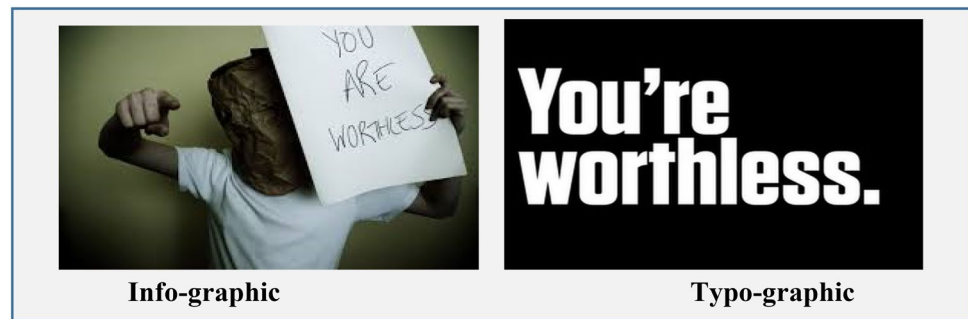 YOU
ARE
WORTHLESS
You're
worthless.
Info-graphic
Typo-graphic